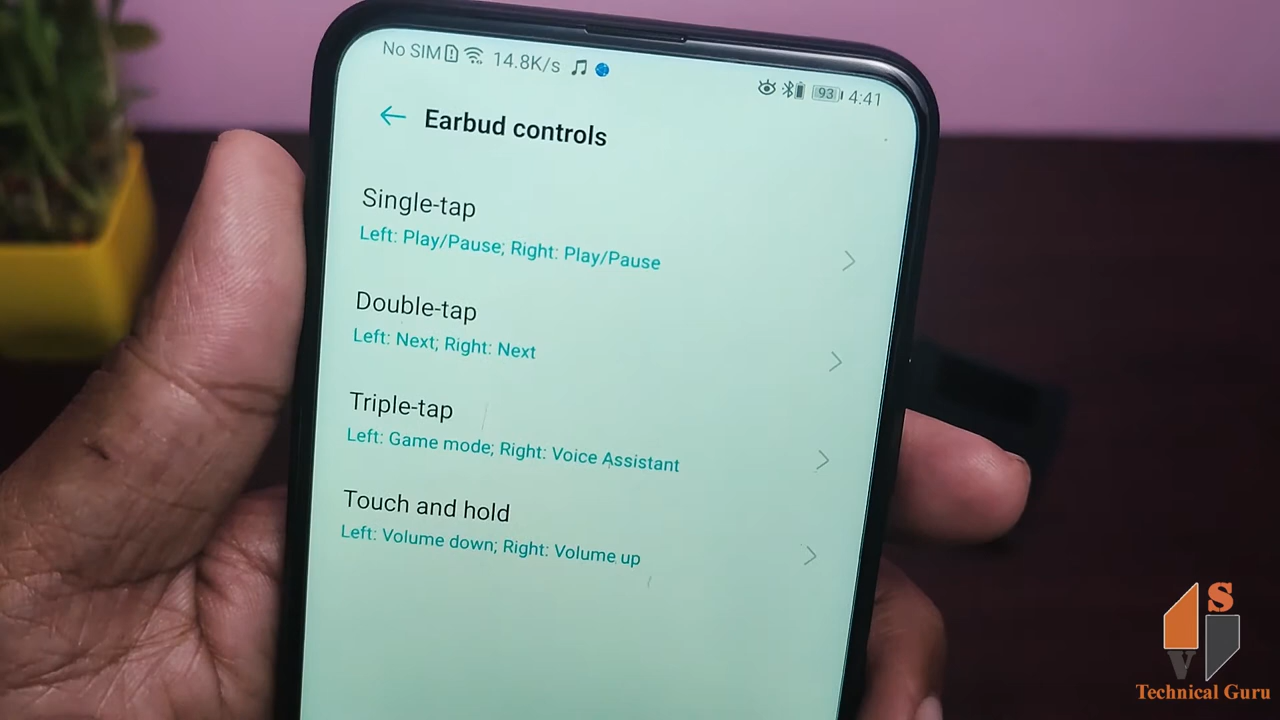 No SIM 14.8K/s 93 4:41
Earbud controls
Single-tap
Left: Play/Pause; Right: Play/Pause
Double-tap
Left: Next; Right: Next
Triple-tap
Left: Game mode; Right: Voice Assistant
Touch and hold
Left: Volume down; Right: Volume up
S
V
Technical Guru